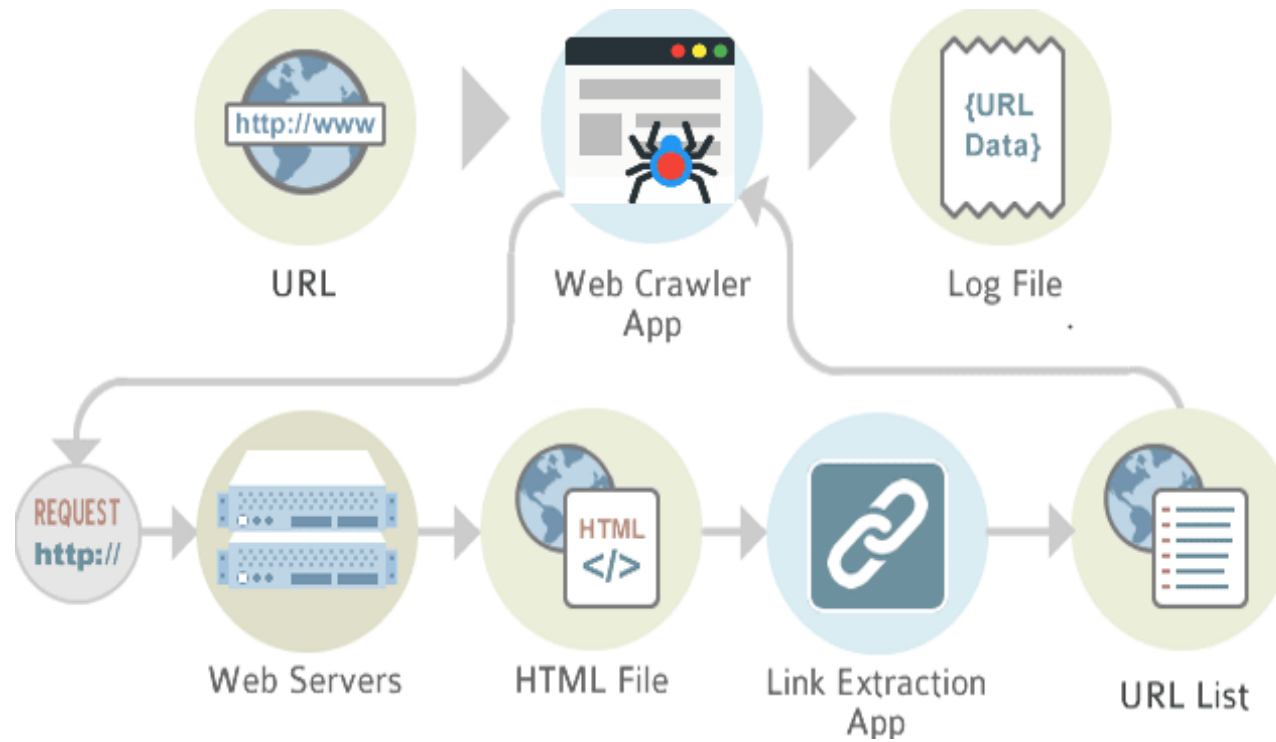 http://www
{URL
Data}
URL
Web Crawler
App
Log File
.
REQUEST
http://
HTML
</>
Web Servers
HTML File
Link Extraction
App
URL List